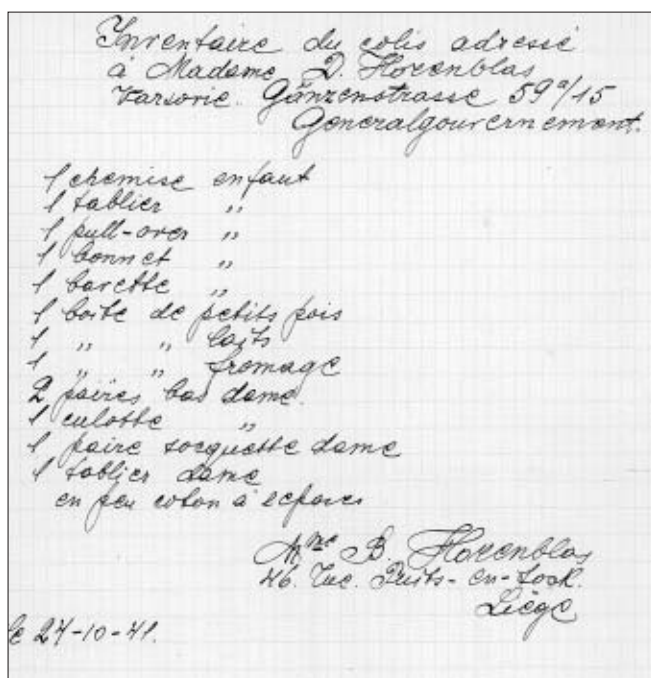 Inventaire du colis adressé
à Madame D. Florenblas
Varsovie. Gänzenstrasse 59a/15
Generalgouvernement.
1 chemise enfant
1 tablier "
1 pull-over "
1 bonnet "
1 barette "
1 boite de petits pois
1 " " laits
1 " " fromage
2 paires bas dame.
1 culotte "
1 paire socquette dame
1 tablier dame
en peu coton à repriser
Mme B. Florenblas
46. Rue. Puits-en-Sock.
Liège
le 27-10-41.